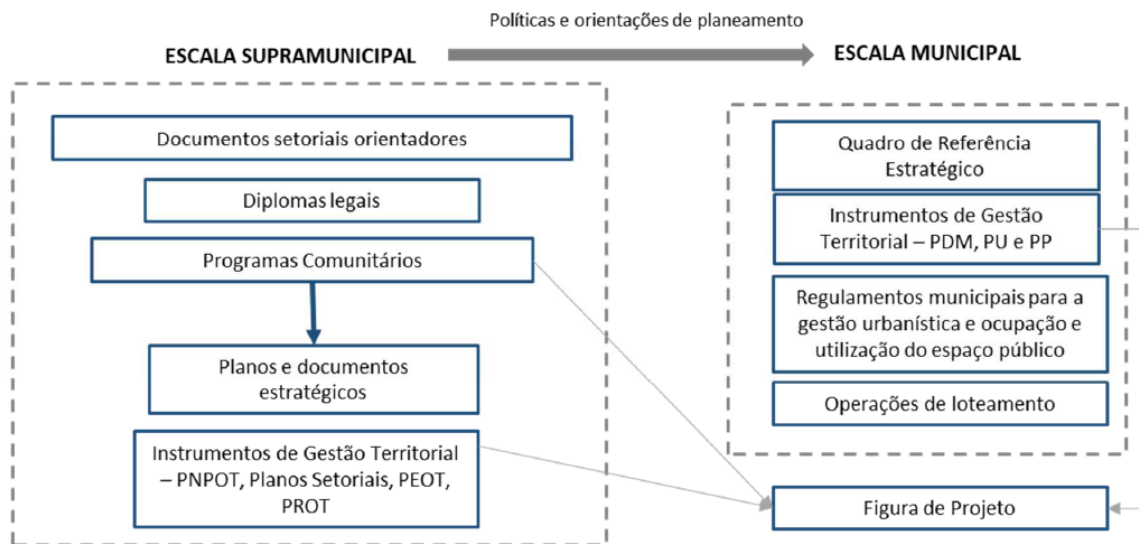 Políticas e orientações de planeamento
ESCALA SUPRAMUNICIPAL
ESCALA MUNICIPAL
Documentos setoriais orientadores
Diplomas legais
Programas Comunitários
Planos e documentos
estratégicos
Instrumentos de Gestão Territorial
– PNPOT, Planos Setoriais, PEOT,
PROT
Quadro de Referência
Estratégico
Instrumentos de Gestão
Territorial – PDM, PU e PP
Regulamentos municipais para a
gestão urbanística e ocupação e
utilização do espaço público
Operações de loteamento
Figura de Projeto